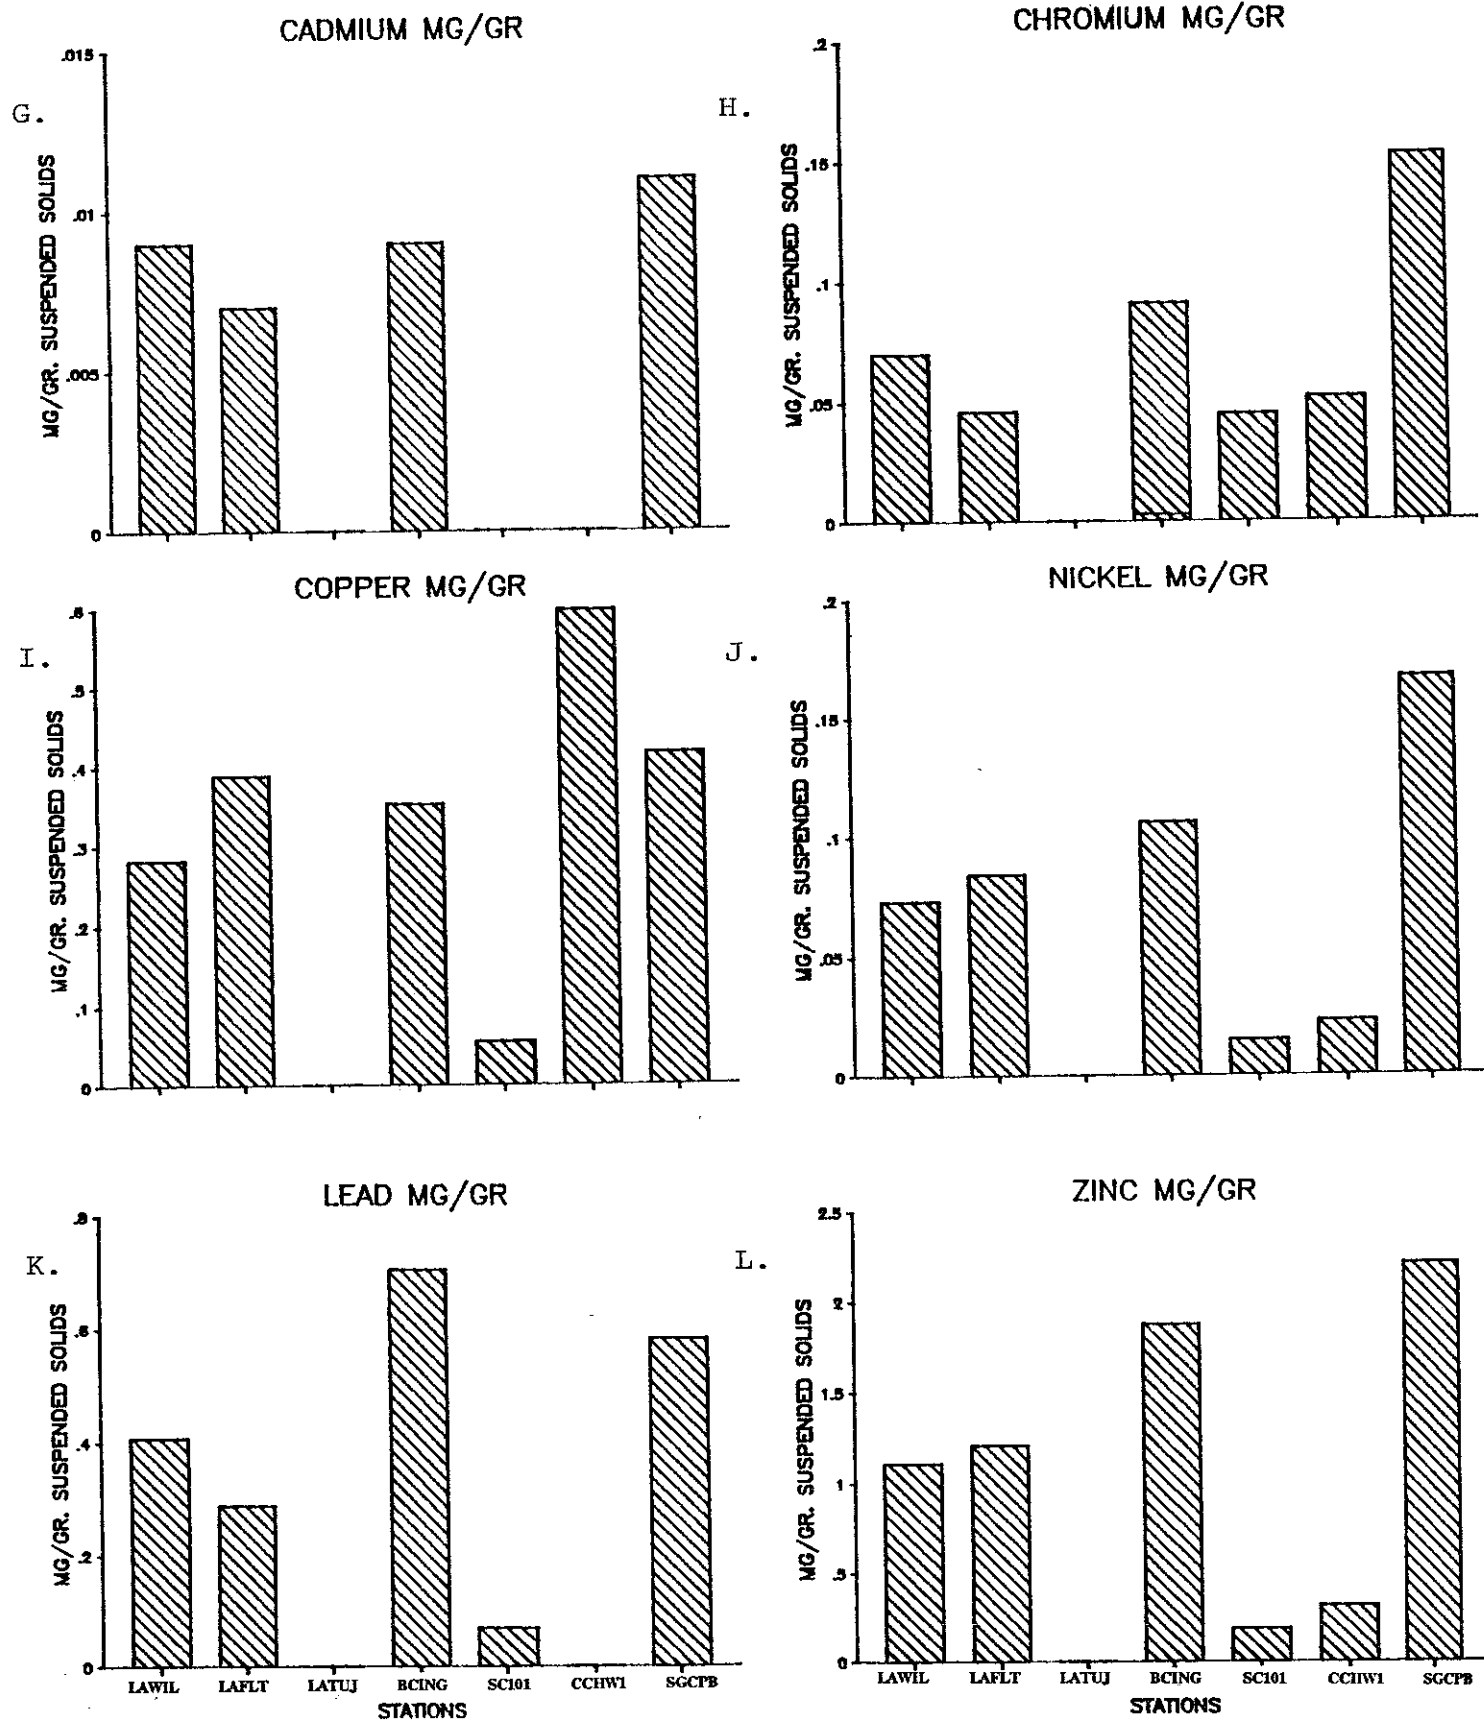 CADMIUM MG/GR
G.
MG/GR. SUSPENDED SOLIDS
.015
.01
.005
0
CHROMIUM MG/GR
H.
MG/GR. SUSPENDED SOLIDS
.2
.15
.1
.05
0
COPPER MG/GR
I.
MG/GR. SUSPENDED SOLIDS
.6
.5
.4
.3
.2
.1
0
NICKEL MG/GR
J.
MG/GR. SUSPENDED SOLIDS
.2
.15
.1
.05
0
LEAD MG/GR
K.
MG/GR. SUSPENDED SOLIDS
.8
.6
.4
.2
0
LAWIL LAFLT LATUJ BCING SC101 CCHW1 SGCPB
STATIONS
ZINC MG/GR
L.
MG/GR. SUSPENDED SOLIDS
2.5
2
1.5
1
.5
0
LAWIL LAFLT LATUJ BCING SC101 CCHW1 SGCPB
STATIONS